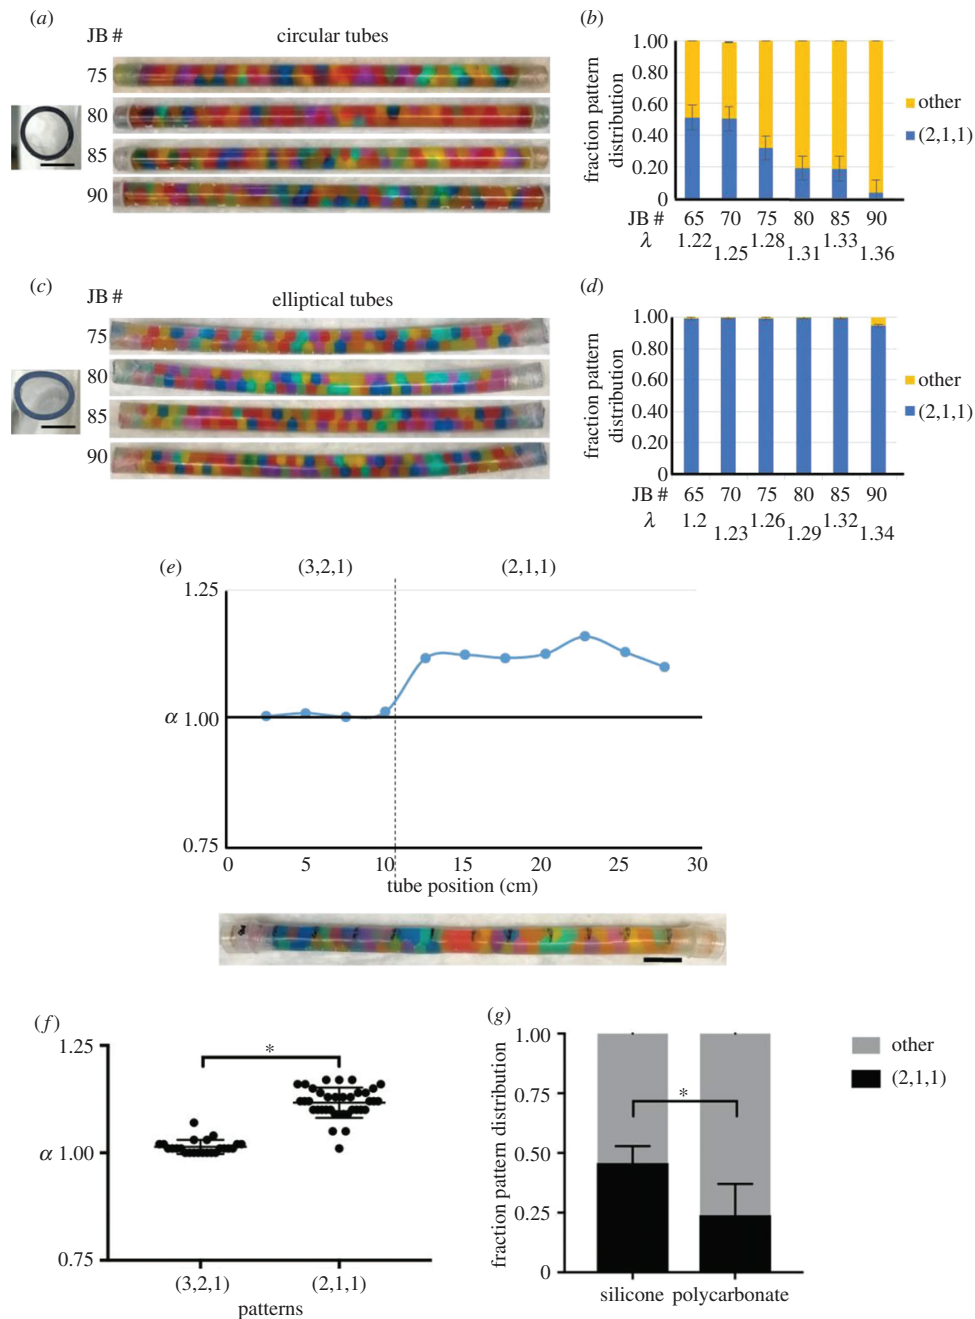 (a)
JB # circular tubes
75
80
85
90
(b)
1.00
0.80
0.60
0.40
0.20
0
fraction pattern
distribution
other
(2,1,1)
JB # 65 70 75 80 85 90
λ 1.22 1.25 1.28 1.31 1.33 1.36
(c)
JB # elliptical tubes
75
80
85
90
(d)
1.00
0.80
0.60
0.40
0.20
0
fraction pattern
distribution
other
(2,1,1)
JB # 65 70 75 80 85 90
λ 1.2 1.23 1.26 1.29 1.32 1.34
(e)
(3,2,1) (2,1,1)
1.25
α 1.00
0.75
0 5 10 15 20 25 30
tube position (cm)
(f)
1.25
*
α 1.00
0.75
(3,2,1) (2,1,1)
patterns
(g)
1.00
0.75
0.50
0.25
0
fraction pattern distribution
*
other
(2,1,1)
silicone polycarbonate